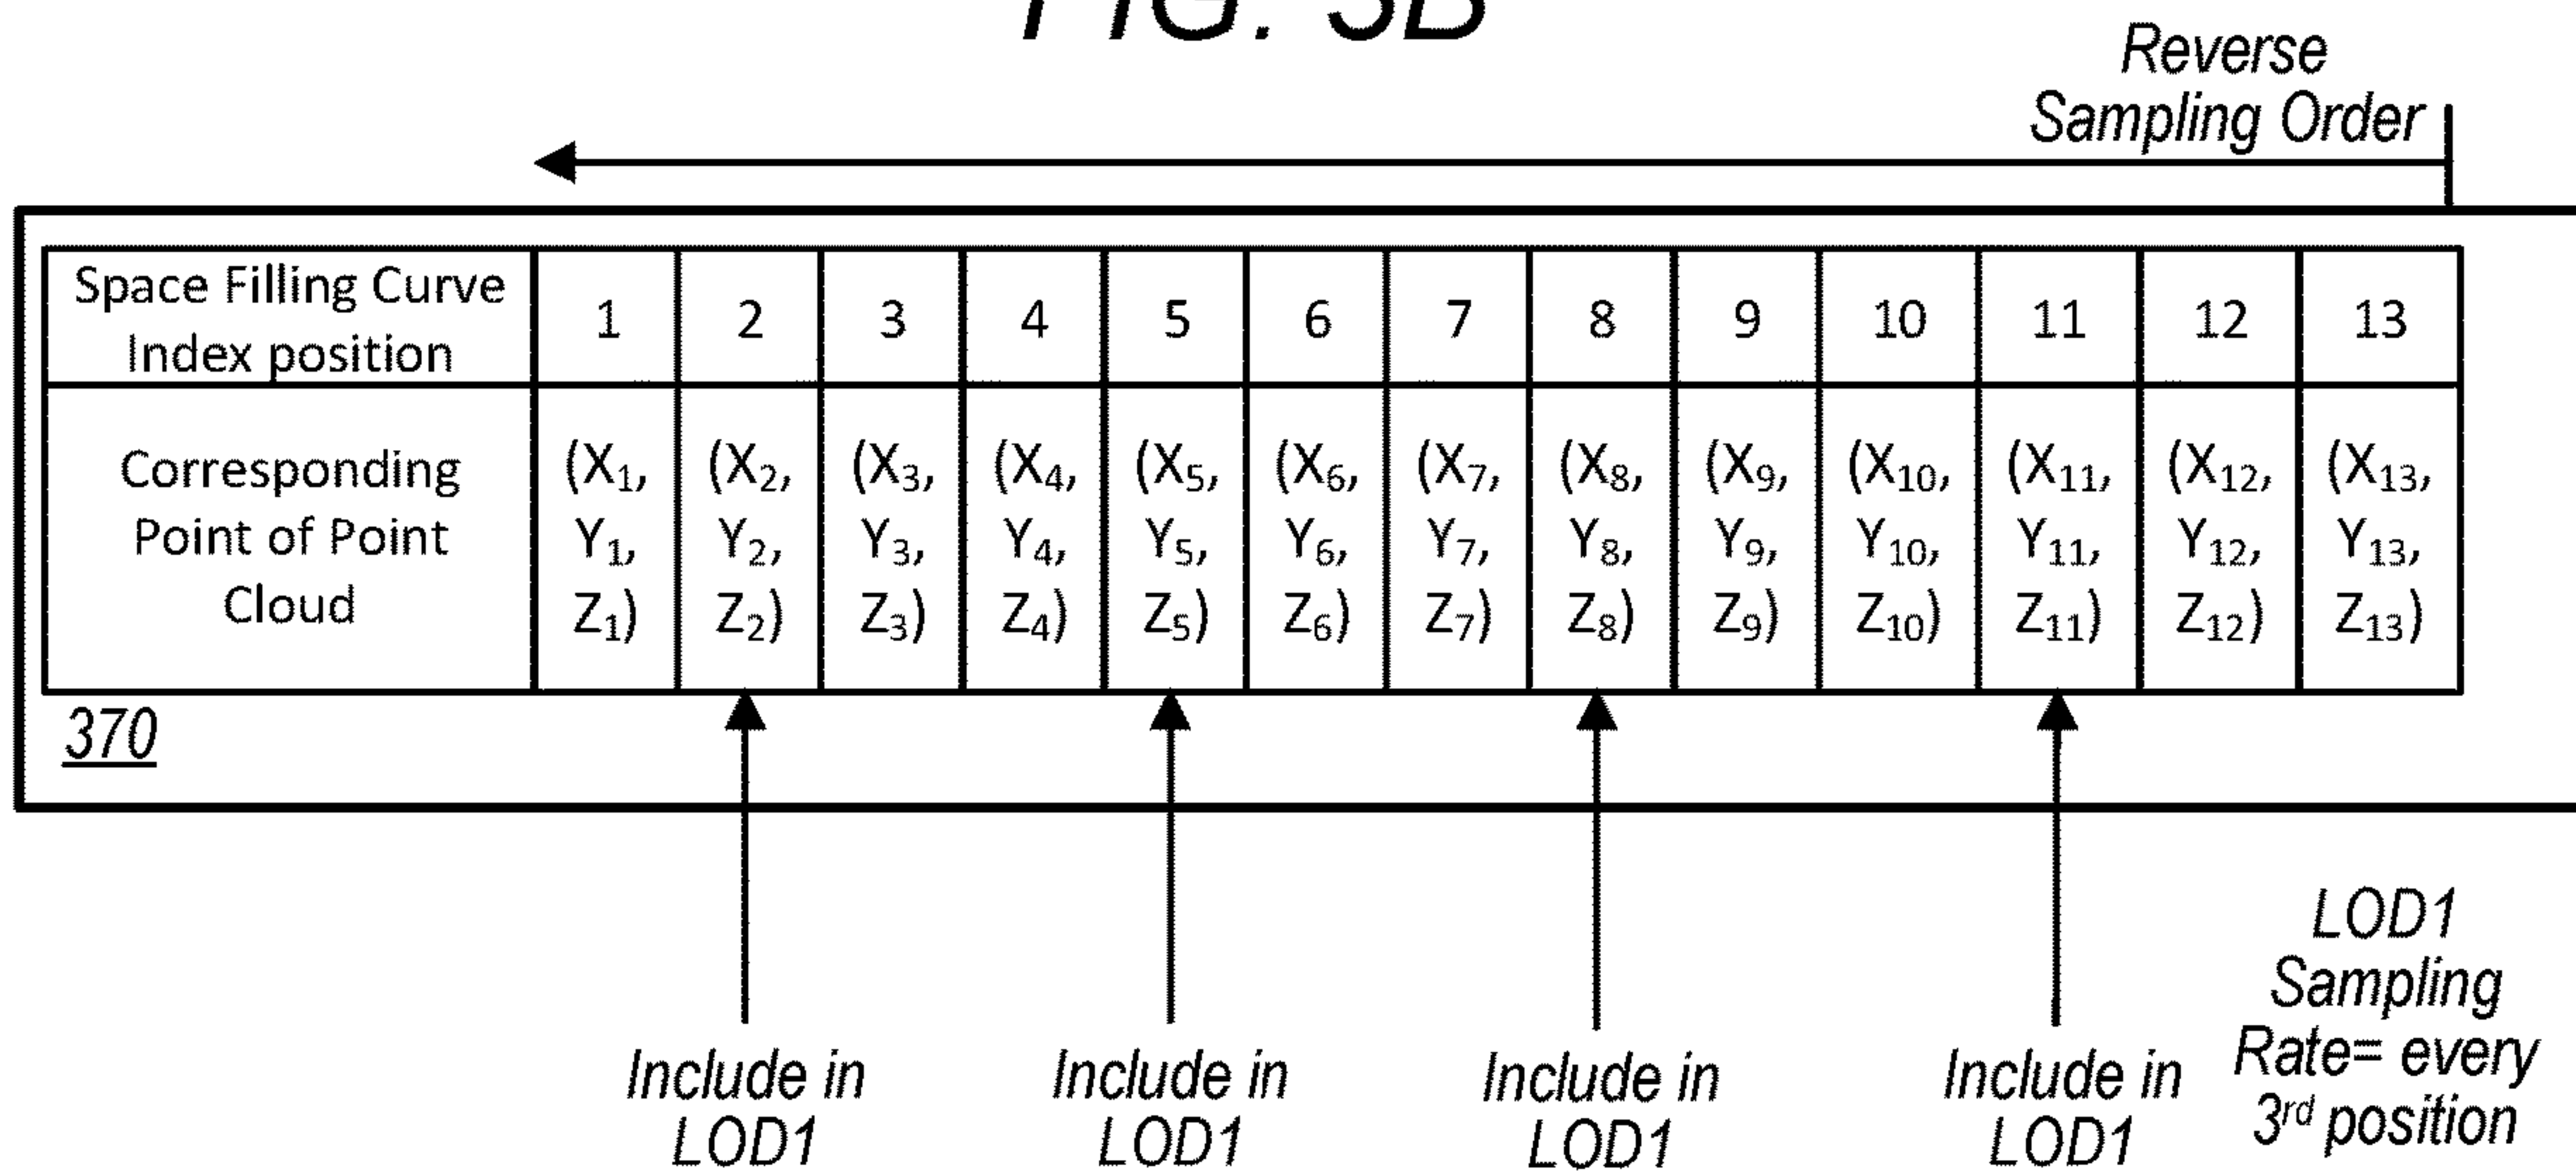 FIG. 3B
Reverse
Sampling Order
Space Filling Curve
Index position
1 2 3 4 5 6 7 8 9 10 11 12 13
Corresponding
Point of Point
Cloud
(X₁, (X₂, (X₃, (X₄, (X₅, (X₆, (X₇, (X₈, (X₉, (X₁₀, (X₁₁, (X₁₂, (X₁₃,
Y₁, Y₂, Y₃, Y₄, Y₅, Y₆, Y₇, Y₈, Y₉, Y₁₀, Y₁₁, Y₁₂, Y₁₃,
Z₁) Z₂) Z₃) Z₄) Z₅) Z₆) Z₇) Z₈) Z₉) Z₁₀) Z₁₁) Z₁₂) Z₁₃)
370
Include in
LOD1
Include in
LOD1
Include in
LOD1
Include in
LOD1
LOD1
Sampling
Rate= every
3rd position